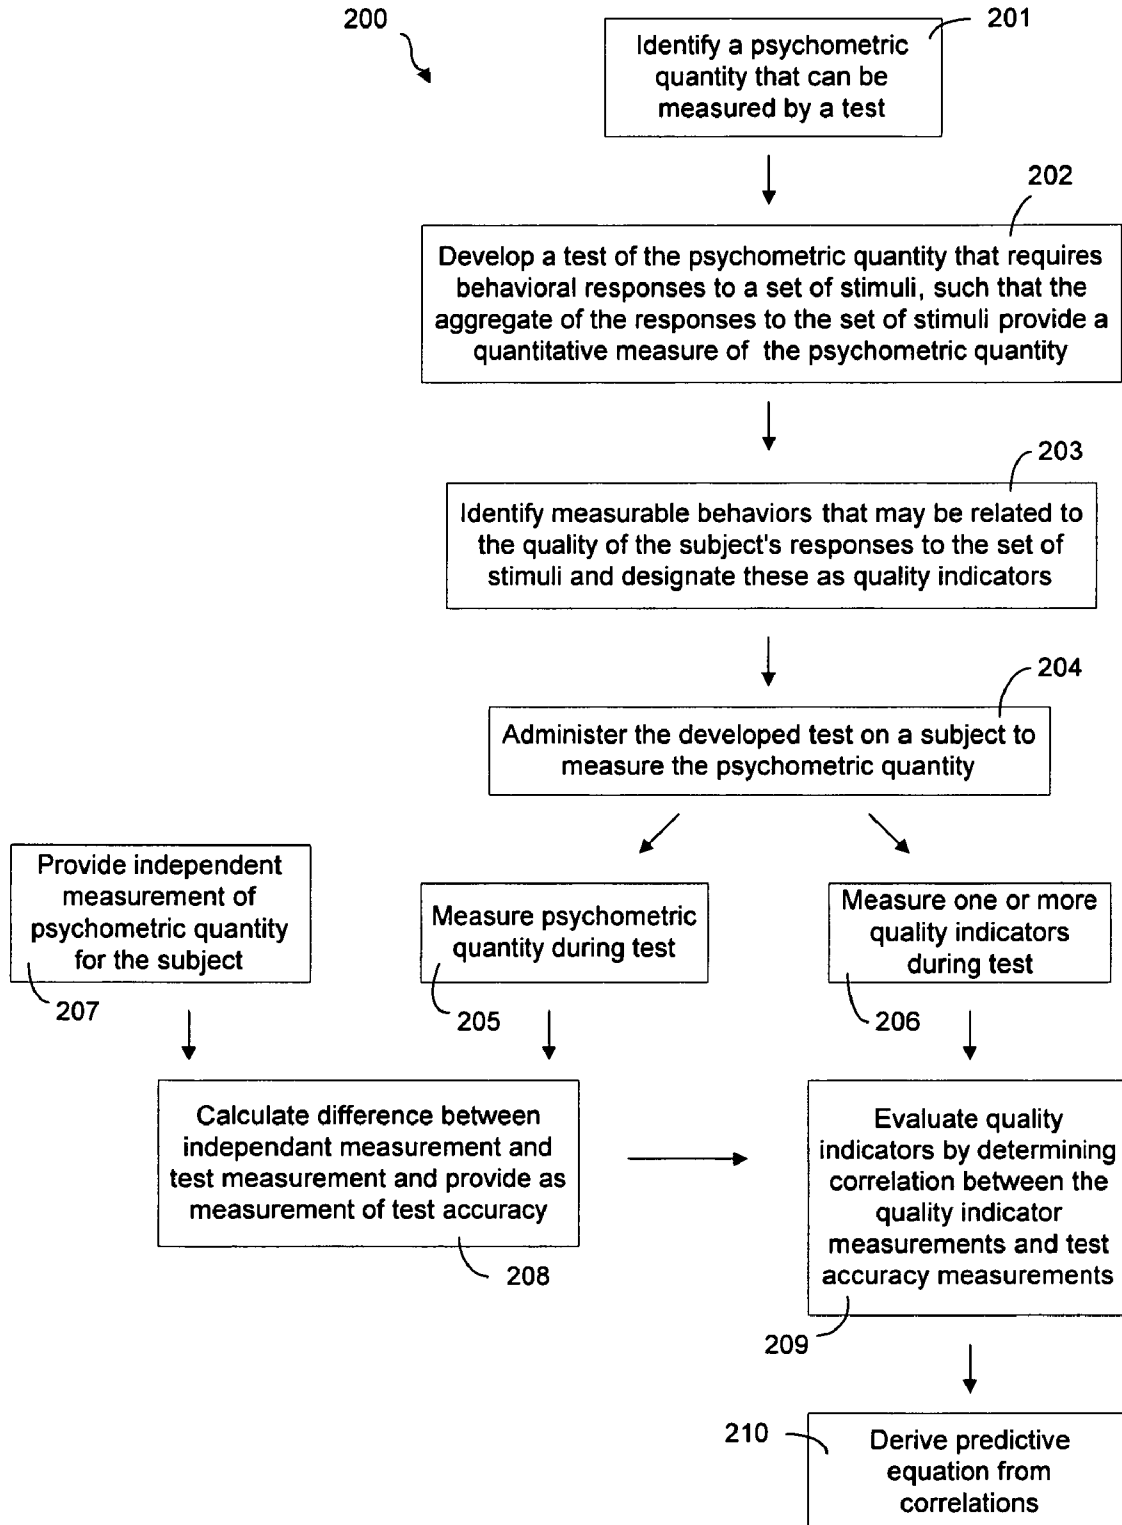 200
201
Identify a psychometric
quantity that can be
measured by a test
202
Develop a test of the psychometric quantity that requires
behavioral responses to a set of stimuli, such that the
aggregate of the responses to the set of stimuli provide a
quantitative measure of the psychometric quantity
203
Identify measurable behaviors that may be related to
the quality of the subject's responses to the set of
stimuli and designate these as quality indicators
204
Administer the developed test on a subject to
measure the psychometric quantity
Provide independent
measurement of
psychometric quantity
for the subject
207
Measure psychometric
quantity during test
205
Measure one or more
quality indicators
during test
206
Calculate difference between
independant measurement and
test measurement and provide as
measurement of test accuracy
208
Evaluate quality
indicators by determining
correlation between the
quality indicator
measurements and test
accuracy measurements
209
210
Derive predictive
equation from
correlations